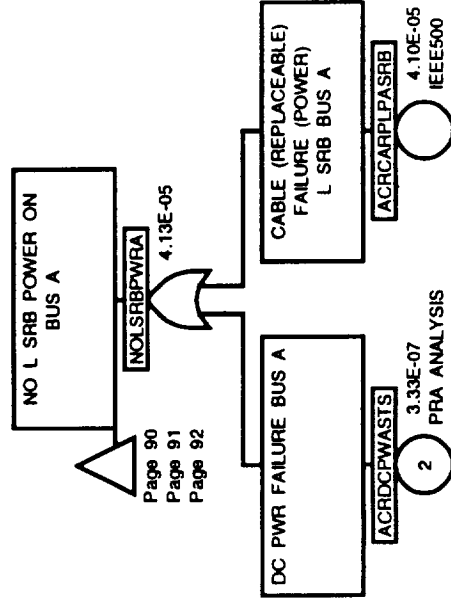 NO L SRB POWER ON
BUS A
NOLSRBPWRA
4.13E-05
Page 90
Page 91
Page 92
DC PWR FAILURE BUS A
ACRDCPWASTS
3.33E-07
PRA ANALYSIS
2
CABLE (REPLACEABLE)
FAILURE (POWER)
L SRB BUS A
ACRCARPLPASRB
4.10E-05
IEEE500